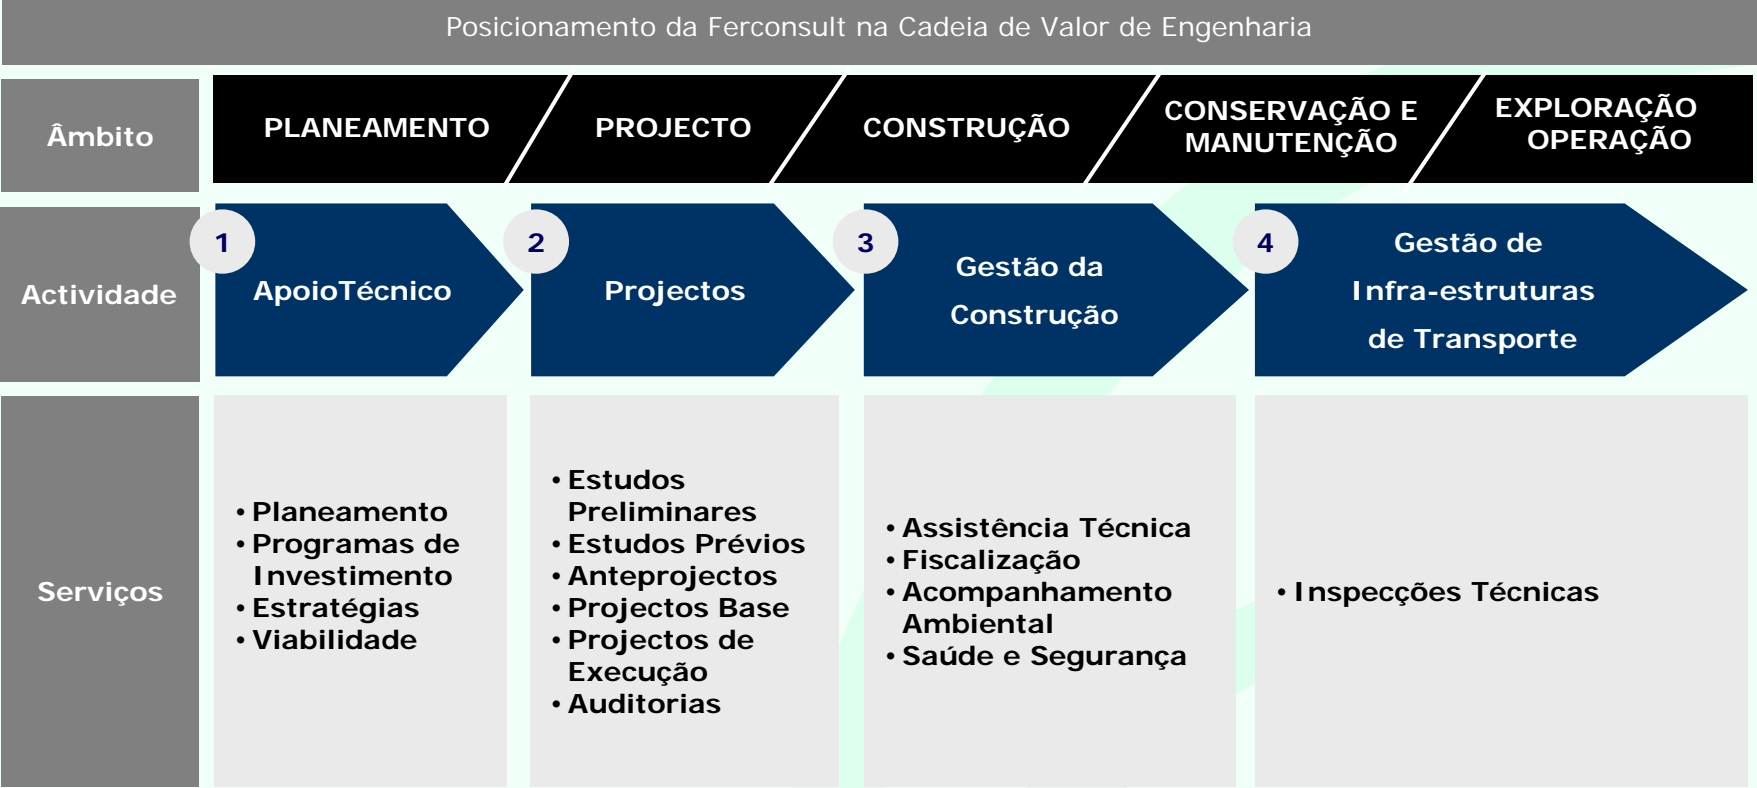 Posicionamento da Ferconsult na Cadeia de Valor de Engenharia
Âmbito
PLANEAMENTO
PROJECTO
CONSTRUÇÃO
CONSERVAÇÃO E
MANUTENÇÃO
EXPLORAÇÃO
OPERAÇÃO
Actividade
1
ApoioTécnico
2
Projectos
3
Gestão da
Construção
4
Gestão de
Infra-estruturas
de Transporte
Serviços
• Planeamento
• Programas de
Investimento
• Estratégias
• Viabilidade
• Estudos
Preliminares
• Estudos Prévios
• Anteprojectos
• Projectos Base
• Projectos de
Execução
• Auditorias
• Assistência Técnica
• Fiscalização
• Acompanhamento
Ambiental
• Saúde e Segurança
• Inspecções Técnicas